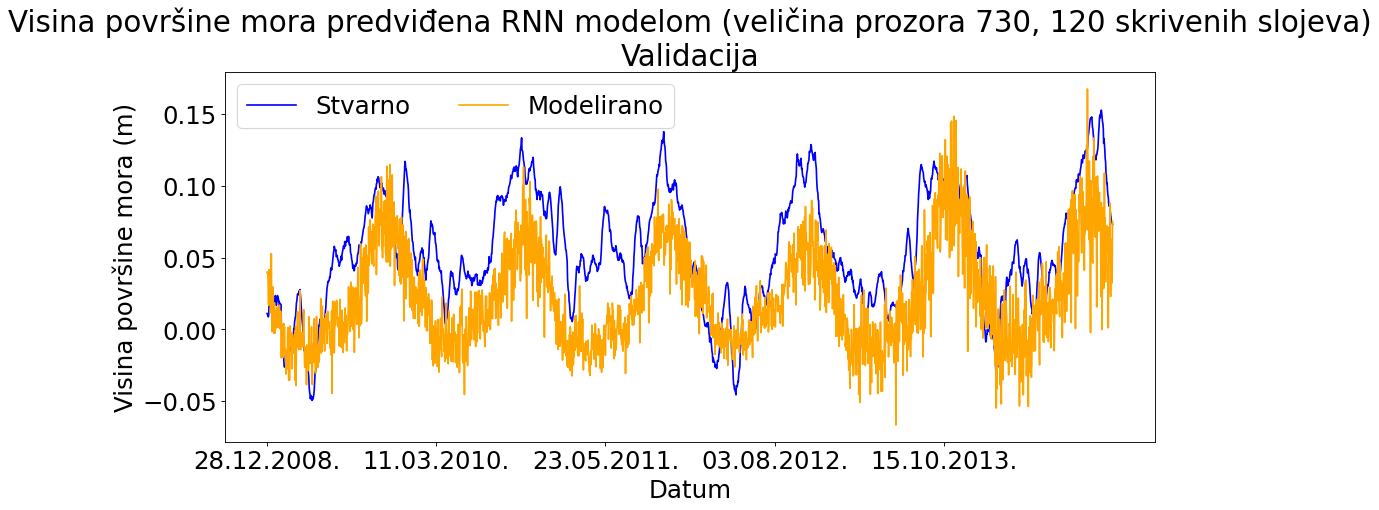 Visina površine mora predviđena RNN modelom (veličina prozora 730, 120 skrivenih slojeva)
Validacija
Stvarno
Modelirano
Visina površine mora (m)
0.15
0.10
0.05
0.00
−0.05
28.12.2008.
11.03.2010.
23.05.2011.
03.08.2012.
15.10.2013.
Datum